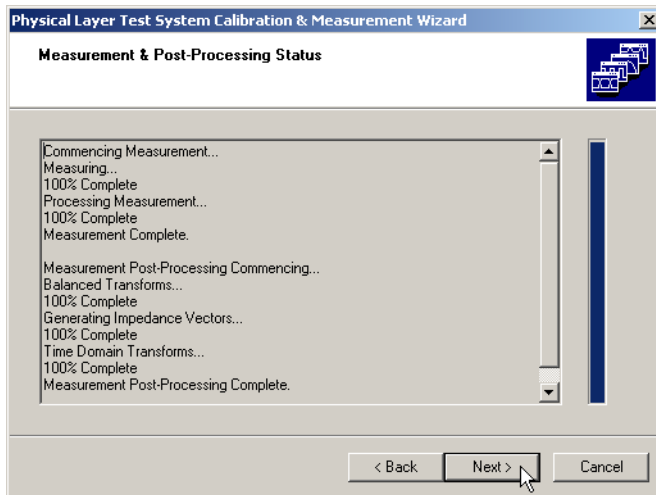 Physical Layer Test System Calibration & Measurement Wizard
Measurement & Post-Processing Status
Commencing Measurement...
Measuring...
100% Complete
Processing Measurement...
100% Complete
Measurement Complete.
Measurement Post-Processing Commencing...
Balanced Transforms...
100% Complete
Generating Impedance Vectors...
100% Complete
Time Domain Transforms...
100% Complete
Measurement Post-Processing Complete.
< Back
Next >
Cancel